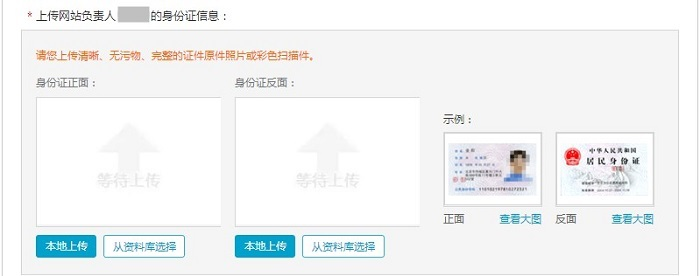 * 上传网站负责人 的身份证信息：
请您上传清晰、无污物、完整的证件原件照片或彩色扫描件。
身份证正面： 身份证反面：
等待上传 等待上传
示例：
中华人民共和国
居民身份证
正面 查看大图 反面 查看大图
本地上传 从资料库选择 本地上传 从资料库选择